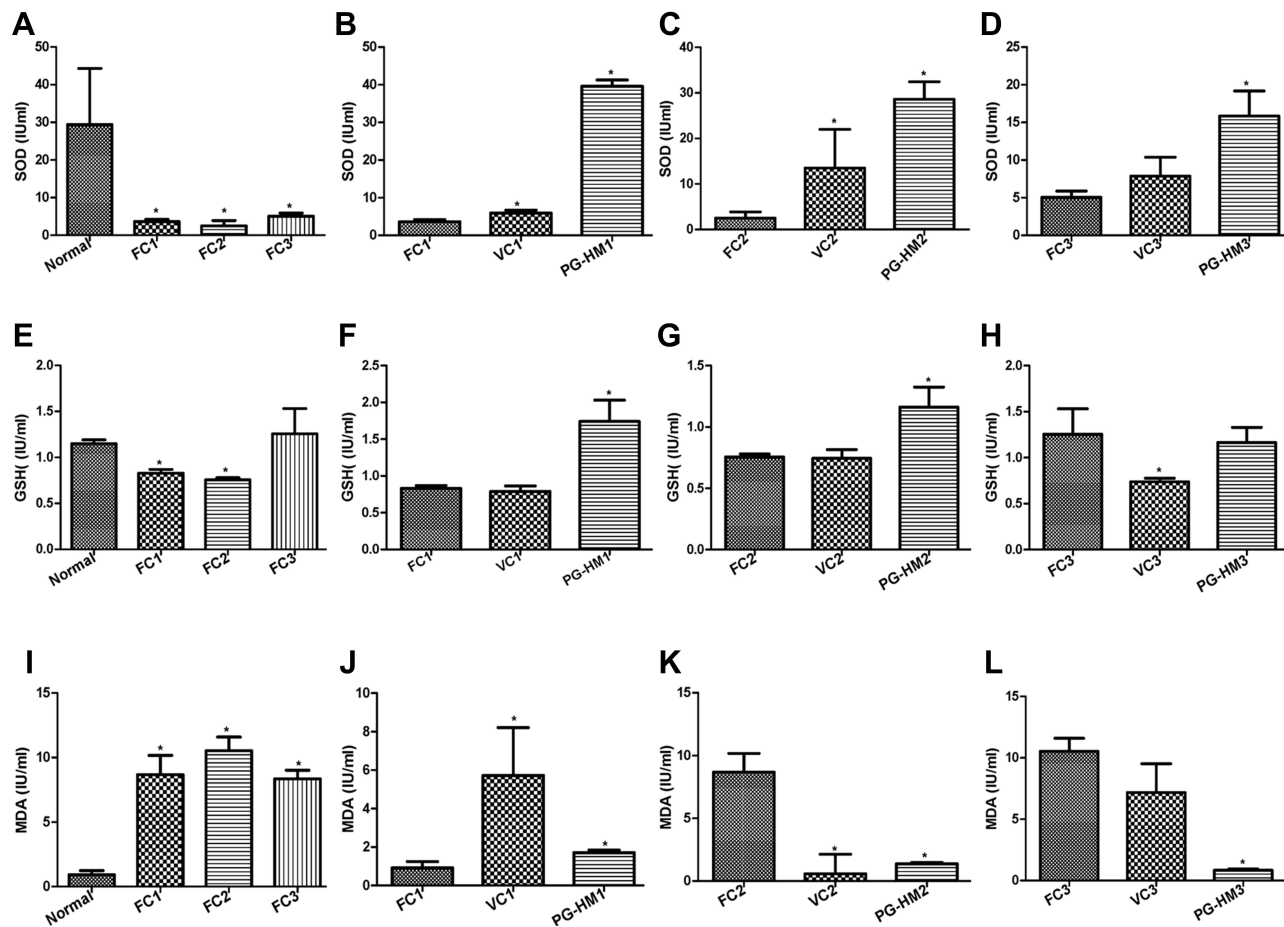 A
SOD (IUml)
50
40
30
20
10
0
*
*
*
Normal
FC1
FC2
FC3
B
SOD (IUml)
50
40
30
20
10
0
*
*
FC1
VC1
PG-HM1
C
SOD (IUml)
40
30
20
10
0
*
*
FC2
VC2
PG-HM2
D
SOD (IUml)
25
20
15
10
5
0
*
FC3
VC3
PG-HM3
E
GSH( (IU/ml)
2.0
1.5
1.0
0.5
0.0
*
*
Normal
FC1
FC2
FC3
F
GSH( (IU/ml)
2.5
2.0
1.5
1.0
0.5
0.0
*
FC1
VC1
PG-HM1
G
GSH( (IU/ml)
1.5
1.0
0.5
0.0
*
FC2
VC2
PG-HM2
H
GSH( (IU/ml)
2.0
1.5
1.0
0.5
0.0
*
FC3
VC3
PG-HM3
I
MDA (IU/ml)
15
10
5
0
*
*
*
Normal
FC1
FC2
FC3
J
MDA (IU/ml)
10
8
6
4
2
0
*
*
FC1
VC1
PG-HM1
K
MDA (IU/ml)
15
10
5
0
*
*
FC2
VC2
PG-HM2
L
MDA (IU/ml)
15
10
5
0
*
FC3
VC3
PG-HM3